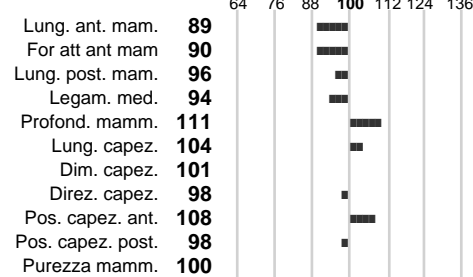 64 76 88 100 112 124 136
Lung. ant. mam. 89
For att ant mam 90
Lung. post. mam. 96
Legam. med. 94
Profond. mamm. 111
Lung. capez. 104
Dim. capez. 101
Direz. capez. 98
Pos. capez. ant. 108
Pos. capez. post. 98
Purezza mamm. 100